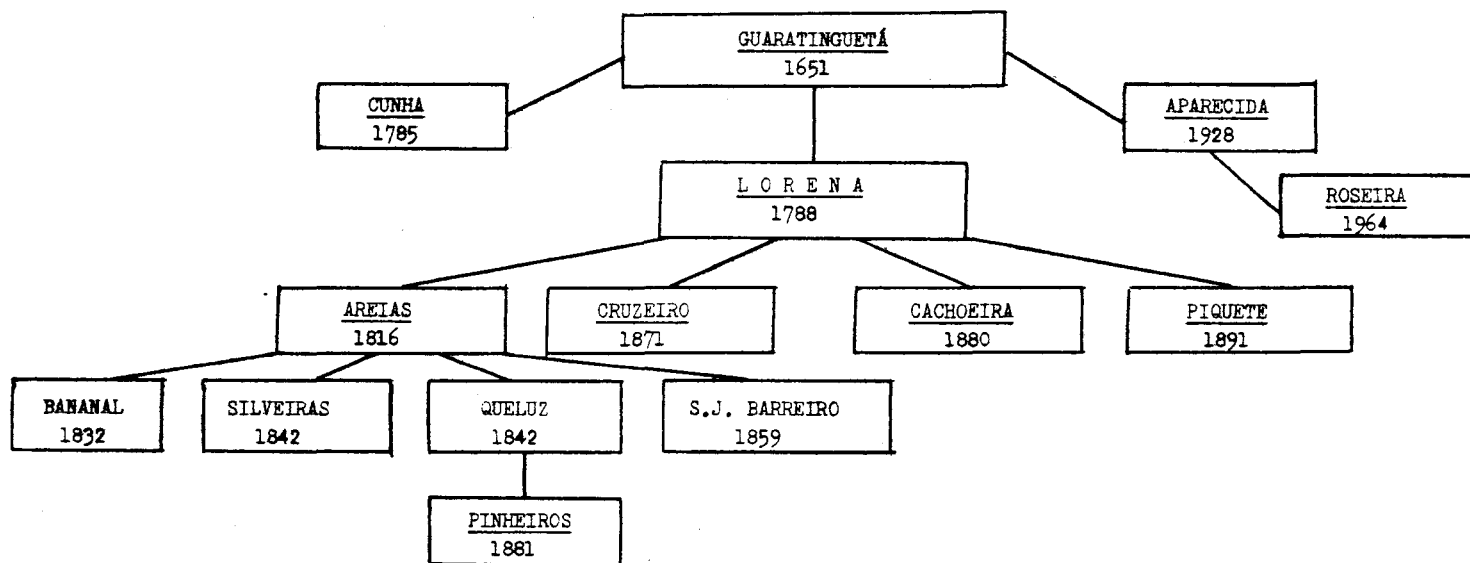 GUARATINGUETÁ
1651
CUNHA
1785
APARECIDA
1928
L O R E N A
1788
ROSEIRA
1964
AREIAS
1816
CRUZEIRO
1871
CACHOEIRA
1880
PIQUETE
1891
BANANAL
1832
SILVEIRAS
1842
QUELUZ
1842
S.J. BARREIRO
1859
PINHEIROS
1881